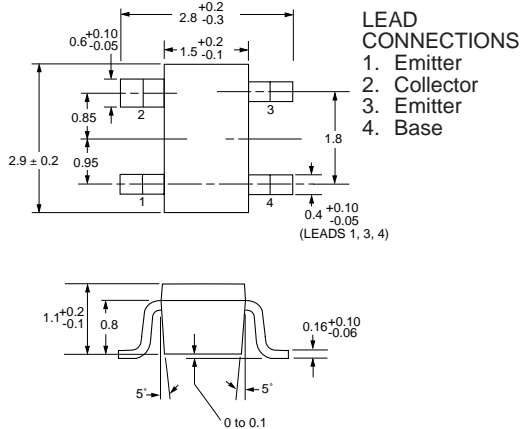 2.8 +0.2 -0.3
0.6 +0.10 -0.05
1.5 +0.2 -0.1
LEAD
CONNECTIONS
1. Emitter
2. Collector
3. Emitter
4. Base
2
3
0.85
1.8
2.9 ± 0.2
0.95
1
4
0.4 +0.10 -0.05
(LEADS 1, 3, 4)
1.1 +0.2 -0.1
0.8
0.16 +0.10 -0.06
5°
5°
0 to 0.1